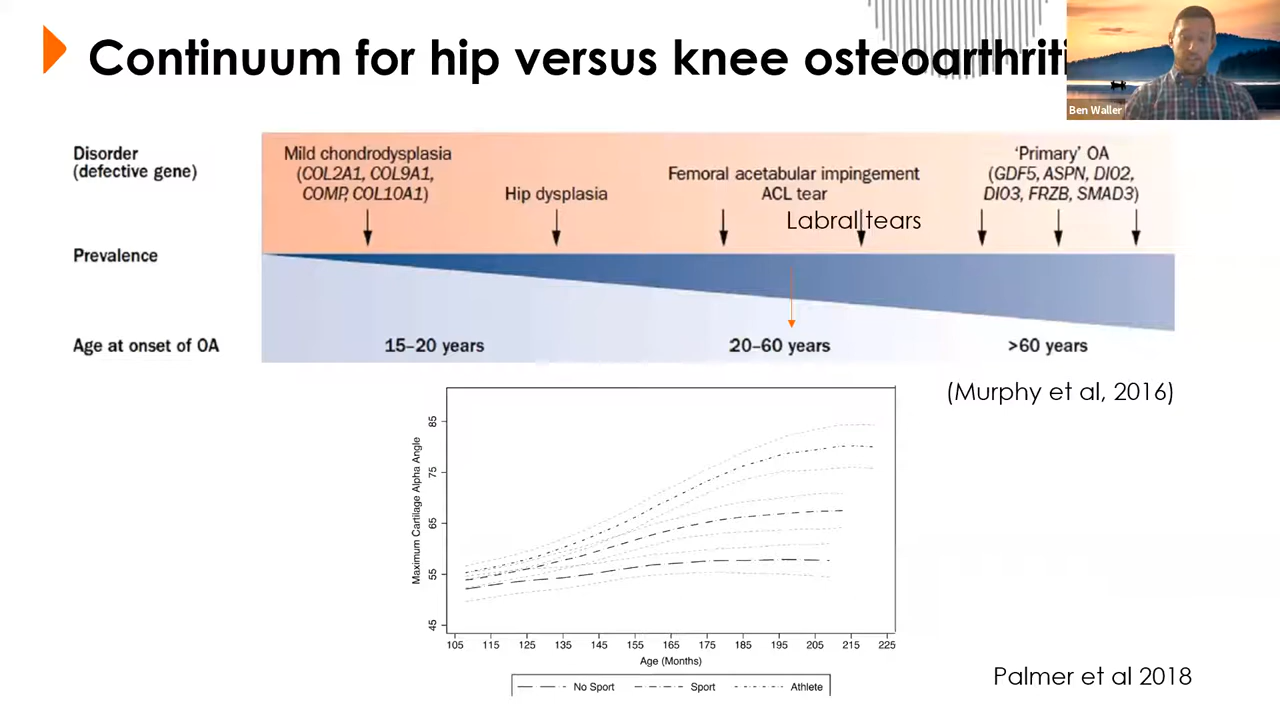 Continuum for hip versus knee osteoarthriti
Ben Waller
Disorder
(defective gene)
Mild chondrodysplasia
(COL2A1, COL9A1,
COMP, COL10A1)
Hip dysplasia
Femoral acetabular impingement
ACL tear
Labral tears
'Primary' OA
(GDF5, ASPN, DIO2,
DIO3, FRZB, SMAD3)
Prevalence
Age at onset of OA
15–20 years
20–60 years
>60 years
(Murphy et al, 2016)
Maximum Cartilage Alpha Angle
85
75
65
55
45
105 115 125 135 145 155 165 175 185 195 205 215 225
Age (Months)
No Sport Sport Athlete
Palmer et al 2018